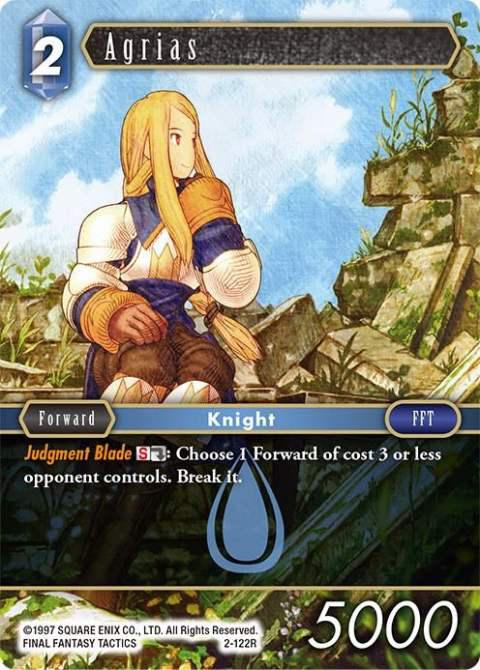 2
Agrias
Forward
Knight
FFT
Judgment Blade S: Choose 1 Forward of cost 3 or less
opponent controls. Break it.
©1997 SQUARE ENIX CO., LTD. All Rights Reserved.
FINAL FANTASY TACTICS
2-122R
5000